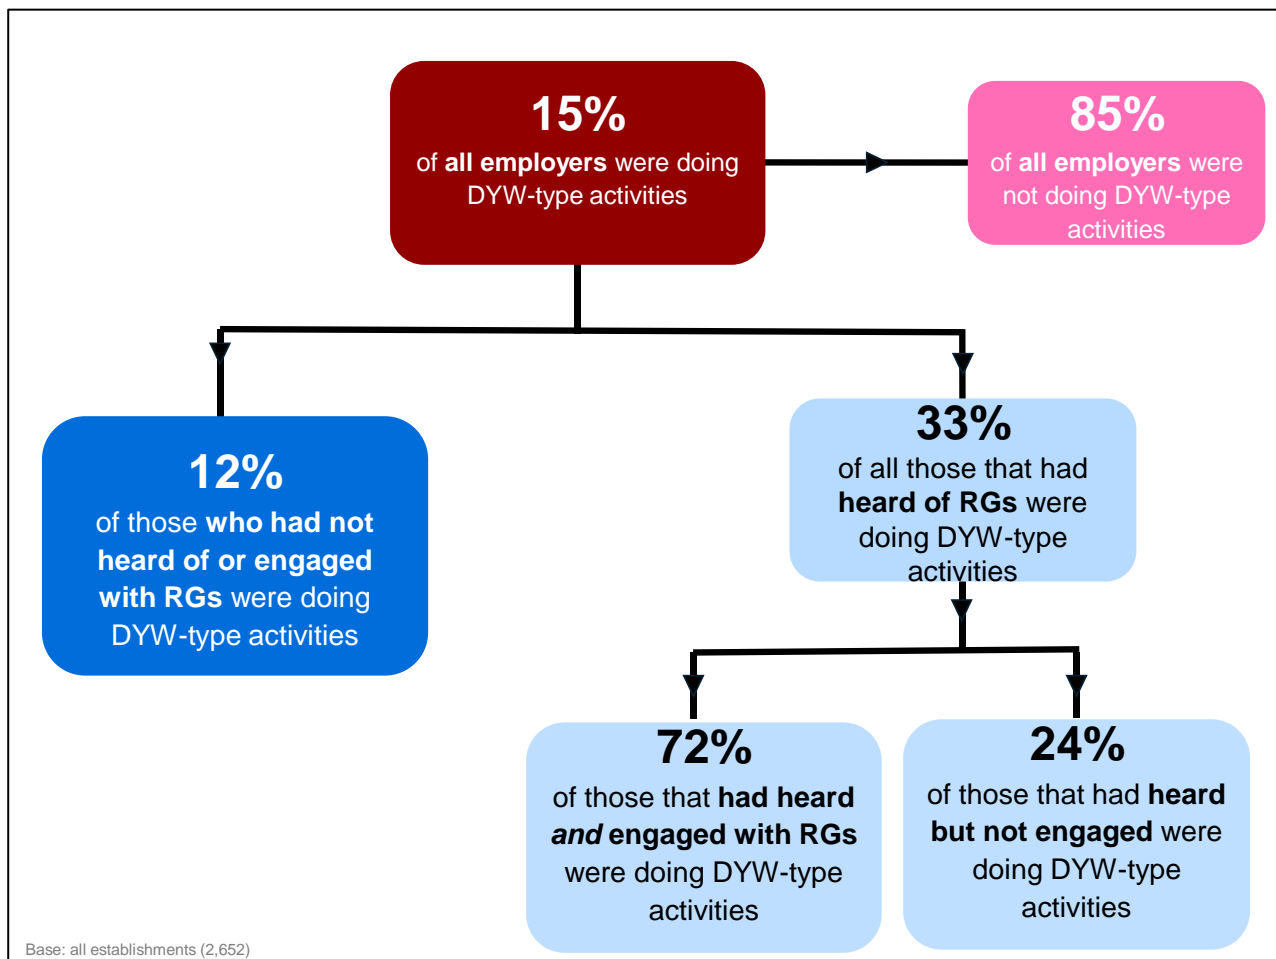 15%
of all employers were doing
DYW-type activities
85%
of all employers were
not doing DYW-type
activities
12%
of those who had not
heard of or engaged
with RGs were doing
DYW-type activities
33%
of all those that had
heard of RGs were
doing DYW-type
activities
72%
of those that had heard
and engaged with RGs
were doing DYW-type
activities
24%
of those that had heard
but not engaged were
doing DYW-type
activities
Base: all establishments (2,652)